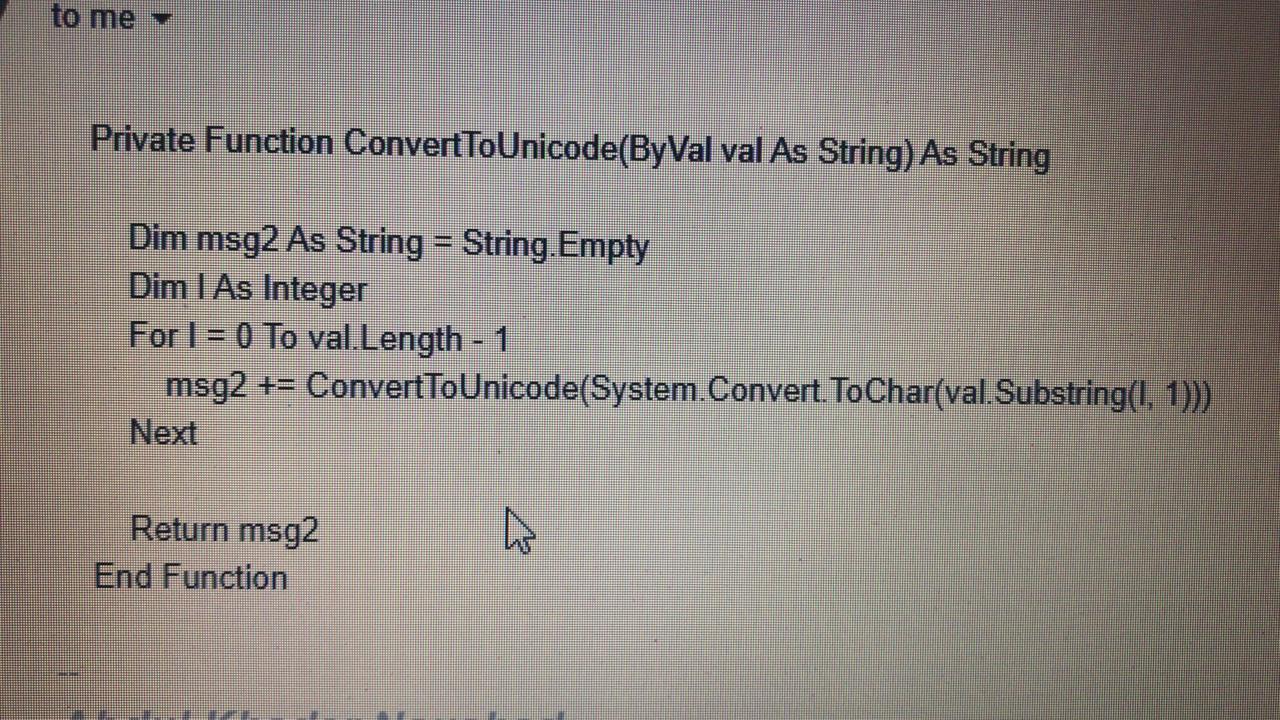 to me
Private Function ConvertToUnicode(ByVal val As String) As String
Dim msg2 As String = String.Empty
Dim I As Integer
For I = 0 To val.Length - 1
msg2 += ConvertToUnicode(System.Convert.ToChar(val.Substring(I, 1)))
Next
Return msg2
End Function
--